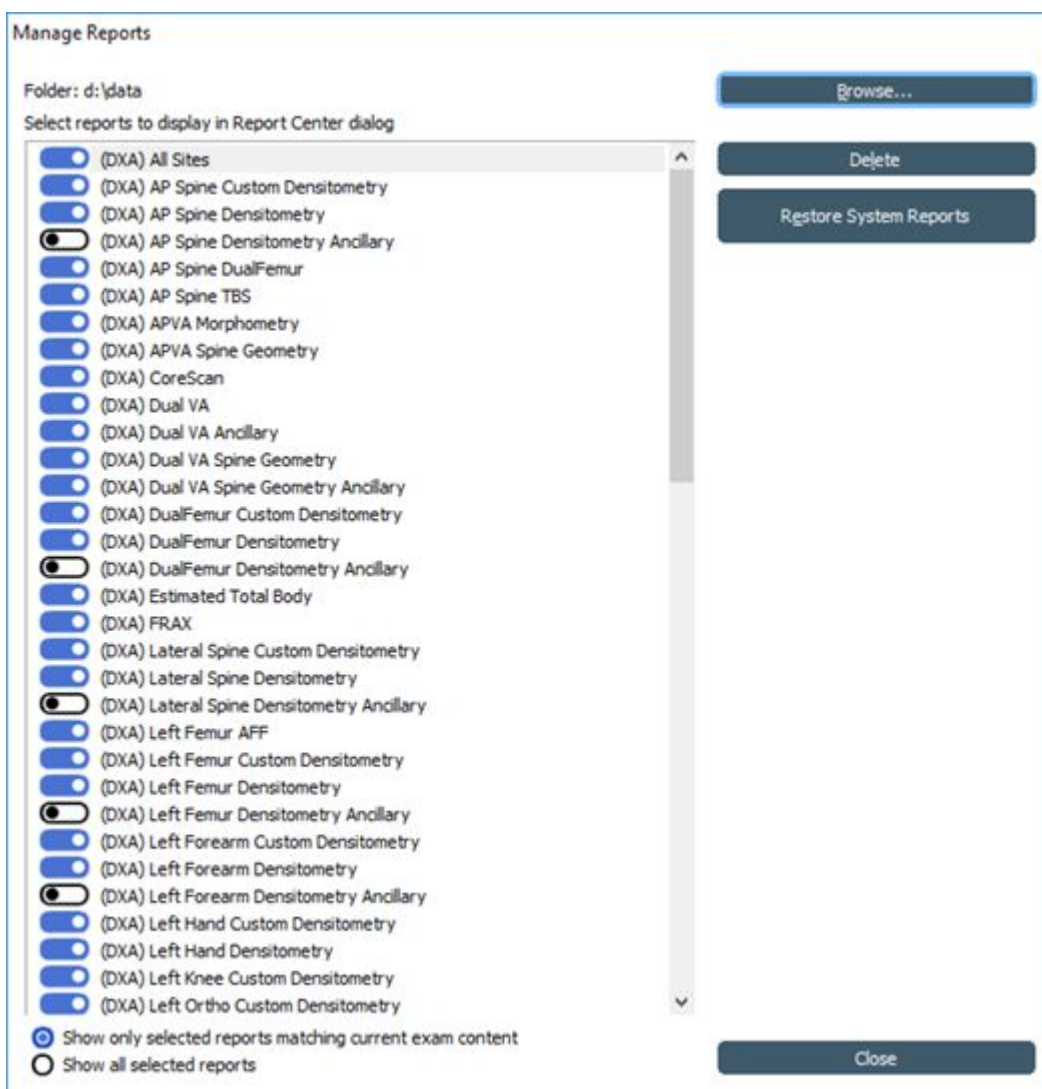 Manage Reports
Folder: d:\data
Browse...
Select reports to display in Report Center dialog
(DXA) All Sites
Delete
(DXA) AP Spine Custom Densitometry
(DXA) AP Spine Densitometry
Restore System Reports
(DXA) AP Spine Densitometry Ancillary
(DXA) AP Spine DualFemur
(DXA) AP Spine TBS
(DXA) APVA Morphometry
(DXA) APVA Spine Geometry
(DXA) CoreScan
(DXA) Dual VA
(DXA) Dual VA Ancillary
(DXA) Dual VA Spine Geometry
(DXA) Dual VA Spine Geometry Ancillary
(DXA) DualFemur Custom Densitometry
(DXA) DualFemur Densitometry
(DXA) DualFemur Densitometry Ancillary
(DXA) Estimated Total Body
(DXA) FRAX
(DXA) Lateral Spine Custom Densitometry
(DXA) Lateral Spine Densitometry
(DXA) Lateral Spine Densitometry Ancillary
(DXA) Left Femur AFF
(DXA) Left Femur Custom Densitometry
(DXA) Left Femur Densitometry
(DXA) Left Femur Densitometry Ancillary
(DXA) Left Forearm Custom Densitometry
(DXA) Left Forearm Densitometry
(DXA) Left Forearm Densitometry Ancillary
(DXA) Left Hand Custom Densitometry
(DXA) Left Hand Densitometry
(DXA) Left Knee Custom Densitometry
(DXA) Left Ortho Custom Densitometry
Show only selected reports matching current exam content
Show all selected reports
Close